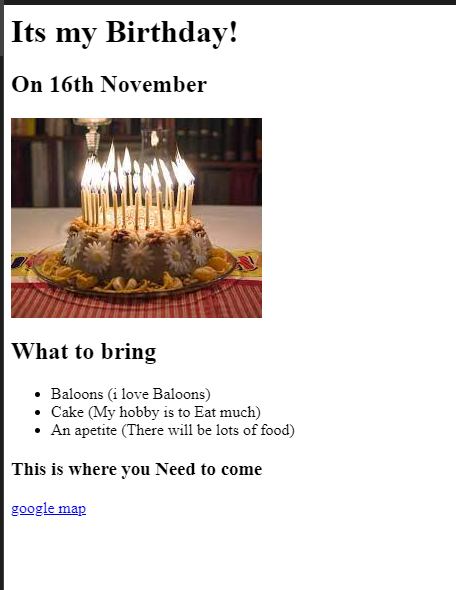 Its my Birthday!
On 16th November
What to bring
Baloons (i love Baloons)
Cake (My hobby is to Eat much)
An apetite (There will be lots of food)
This is where you Need to come
google map